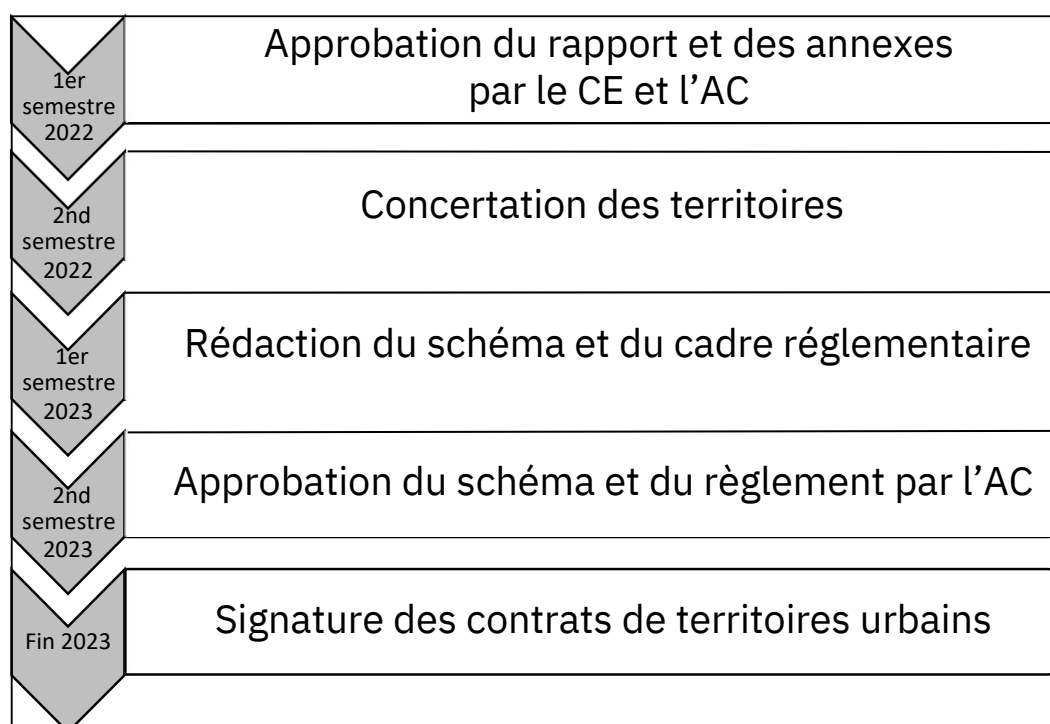 1er
semestre
2022
Approbation du rapport et des annexes
par le CE et l’AC
2nd
semestre
2022
Concertation des territoires
1er
semestre
2023
Rédaction du schéma et du cadre réglementaire
2nd
semestre
2023
Approbation du schéma et du règlement par l’AC
Fin 2023
Signature des contrats de territoires urbains